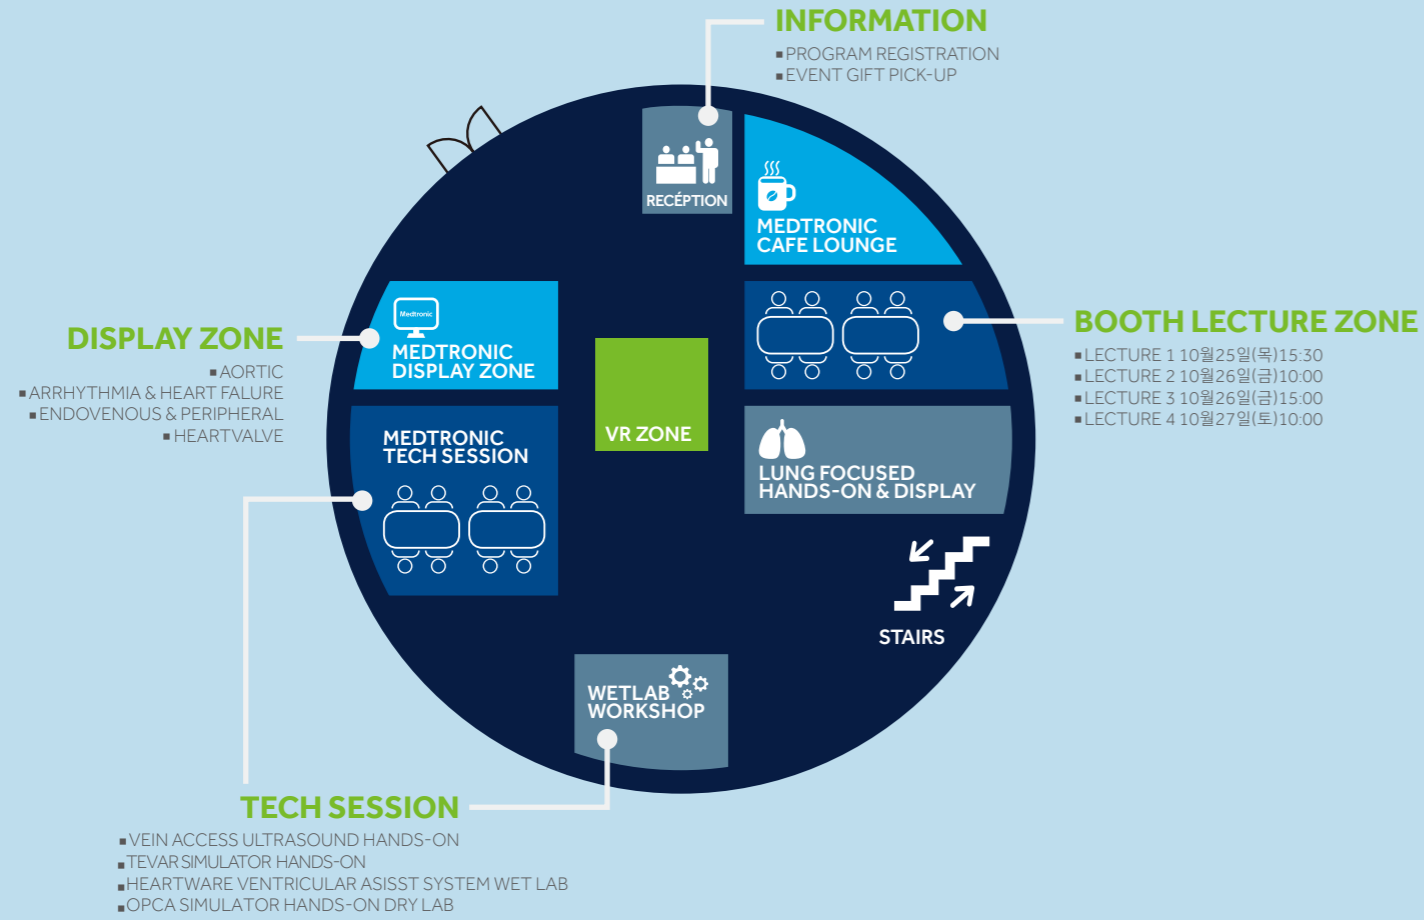 INFORMATION
■ PROGRAM REGISTRATION
■ EVENT GIFT PICK-UP
RECÉPTION
MEDTRONIC
CAFE LOUNGE
DISPLAY ZONE
■ AORTIC
■ ARRHYTHMIA & HEART FALURE
■ ENDOVENOUS & PERIPHERAL
■ HEARTVALVE
Medtronic
MEDTRONIC
DISPLAY ZONE
BOOTH LECTURE ZONE
■ LECTURE 1 10월25일(목)15:30
■ LECTURE 2 10월26일(금)10:00
■ LECTURE 3 10월26일(금)15:00
■ LECTURE 4 10월27일(토)10:00
MEDTRONIC
TECH SESSION
VR ZONE
LUNG FOCUSED
HANDS-ON & DISPLAY
STAIRS
WETLAB
WORKSHOP
TECH SESSION
■ VEIN ACCESS ULTRASOUND HANDS-ON
■ TEVAR SIMULATOR HANDS-ON
■ HEARTWARE VENTRICULAR ASISST SYSTEM WET LAB
■ OPCA SIMULATOR HANDS-ON DRY LAB